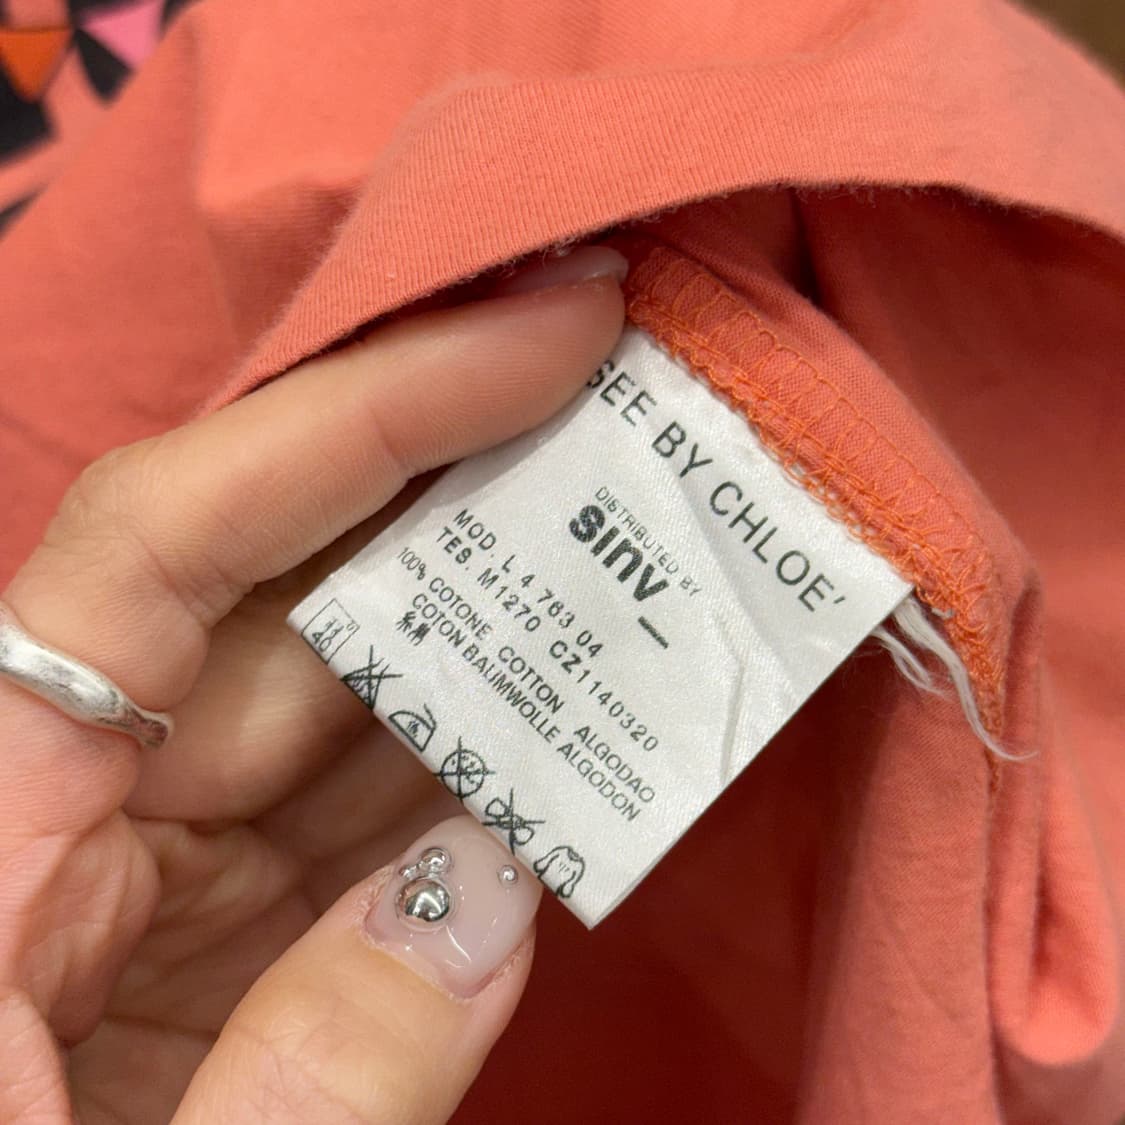 SEE BY CHLOE'
DISTRIBUTED BY
sinv_
MOD. L 4 763 04
TES. M1270 CZ1140320
100% COTONE COTTON ALGODAO
COTON BAUMWOLLE ALGODON